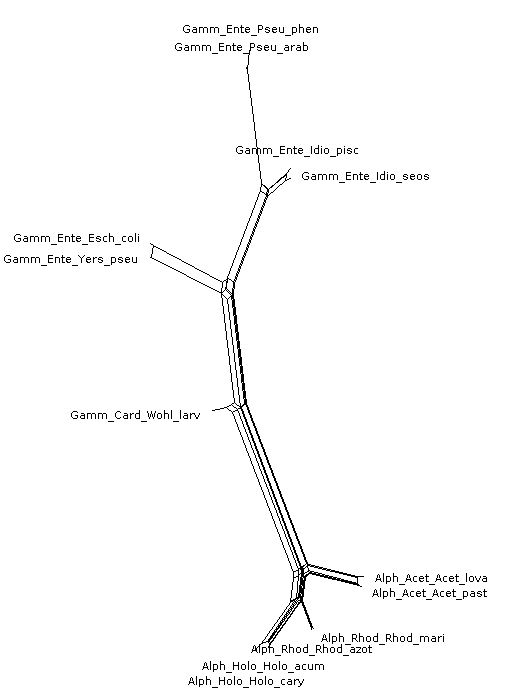 Gamm_Ente_Pseu_phen
Gamm_Ente_Pseu_arab
Gamm_Ente_Idio_pisc
Gamm_Ente_Idio_seos
Gamm_Ente_Esch_coli
Gamm_Ente_Yers_pseu
Gamm_Card_Wohl_larv
Alph_Acet_Acet_lova
Alph_Acet_Acet_past
Alph_Rhod_Rhod_mari
Alph_Rhod_Rhod_azot
Alph_Holo_Holo_acum
Alph_Holo_Holo_cary